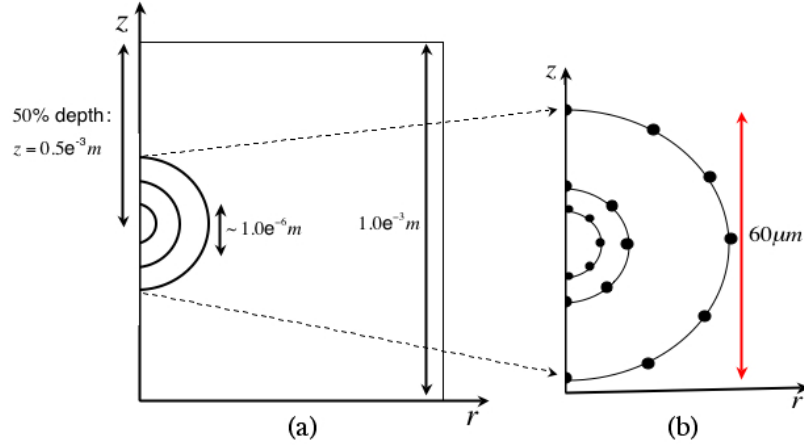 z
50% depth:
z = 0.5e⁻³m
~ 1.0e⁻⁶m
1.0e⁻³m
r
(a)
z
60μm
r
(b)